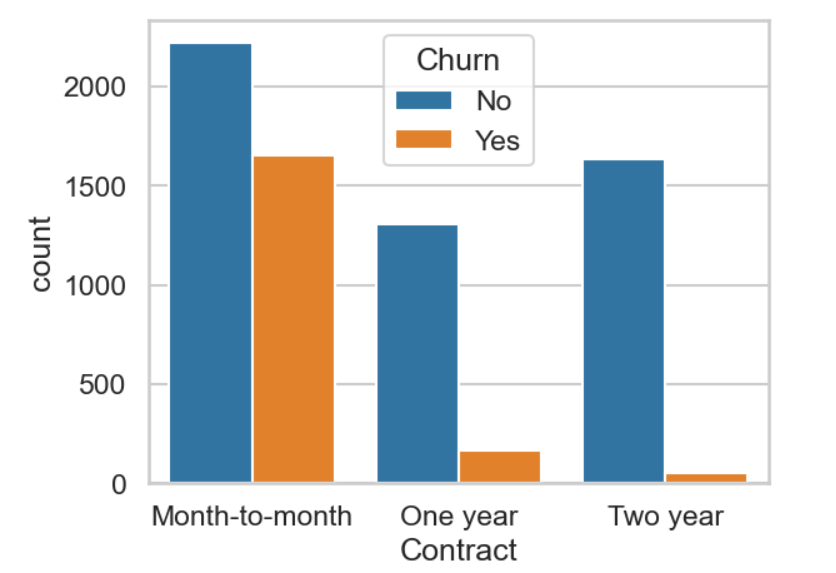 Churn
No
Yes
2000
1500
1000
500
0
count
Month-to-month
One year
Two year
Contract